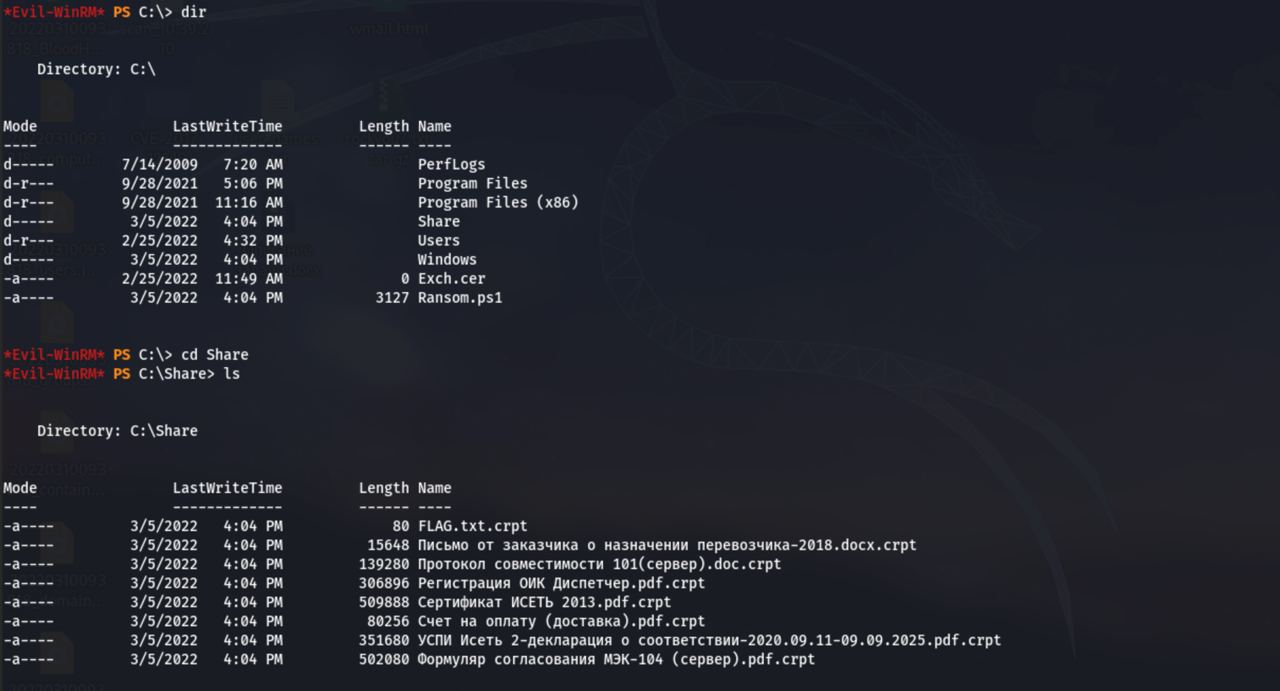 *Evil-WinRM* PS C:\> dir
Directory: C:\
Mode LastWriteTime Length Name
---- ------------- ------ ----
d----- 7/14/2009 7:20 AM PerfLogs
d-r--- 9/28/2021 5:06 PM Program Files
d-r--- 9/28/2021 11:16 AM Program Files (x86)
d----- 3/5/2022 4:04 PM Share
d-r--- 2/25/2022 4:32 PM Users
d----- 3/5/2022 4:04 PM Windows
-a---- 2/25/2022 11:49 AM 0 Exch.cer
-a---- 3/5/2022 4:04 PM 3127 Ransom.ps1
*Evil-WinRM* PS C:\> cd Share
*Evil-WinRM* PS C:\Share> ls
Directory: C:\Share
Mode LastWriteTime Length Name
---- ------------- ------ ----
-a---- 3/5/2022 4:04 PM 80 FLAG.txt.crpt
-a---- 3/5/2022 4:04 PM 15648 Письмо от заказчика о назначении перевозчика-2018.docx.crpt
-a---- 3/5/2022 4:04 PM 139280 Протокол совместимости 101(сервер).doc.crpt
-a---- 3/5/2022 4:04 PM 306896 Регистрация ОИК Диспетчер.pdf.crpt
-a---- 3/5/2022 4:04 PM 509888 Сертификат ИСЕТЬ 2013.pdf.crpt
-a---- 3/5/2022 4:04 PM 80256 Счет на оплату (доставка).pdf.crpt
-a---- 3/5/2022 4:04 PM 351680 УСПИ Исеть 2-декларация о соответствии-2020.09.11-09.09.2025.pdf.crpt
-a---- 3/5/2022 4:04 PM 502080 Формуляр согласования МЭК-104 (сервер).pdf.crpt